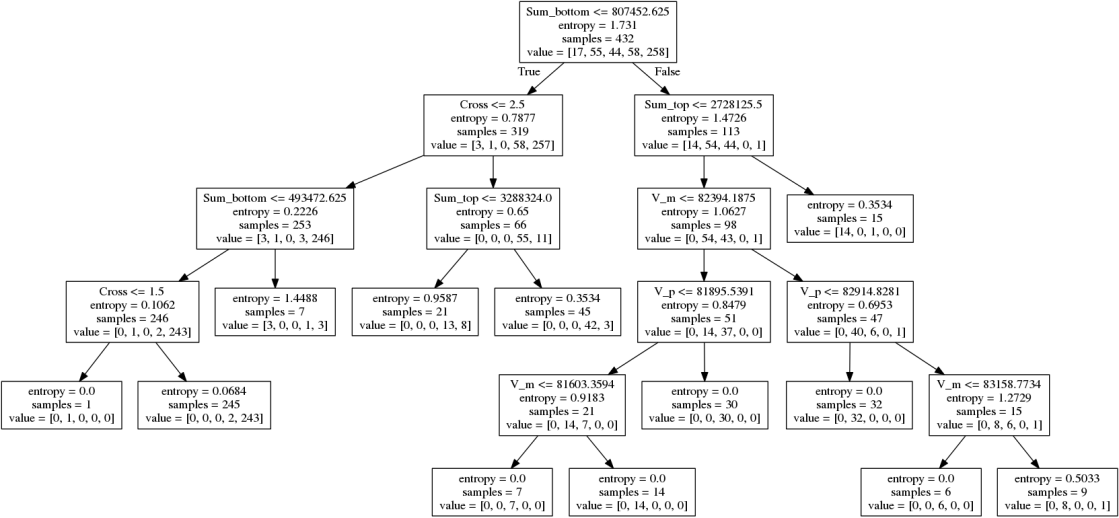 Sum_bottom <= 807452.625
entropy = 1.731
samples = 432
value = [17, 55, 44, 58, 258]
True
False
Cross <= 2.5
entropy = 0.7877
samples = 319
value = [3, 1, 0, 58, 257]
Sum_top <= 2728125.5
entropy = 1.4726
samples = 113
value = [14, 54, 44, 0, 1]
Sum_bottom <= 493472.625
entropy = 0.2226
samples = 253
value = [3, 1, 0, 3, 246]
Sum_top <= 3288324.0
entropy = 0.65
samples = 66
value = [0, 0, 0, 55, 11]
V_m <= 82394.1875
entropy = 1.0627
samples = 98
value = [0, 54, 43, 0, 1]
entropy = 0.3534
samples = 15
value = [14, 0, 1, 0, 0]
Cross <= 1.5
entropy = 0.1062
samples = 246
value = [0, 1, 0, 2, 243]
entropy = 1.4488
samples = 7
value = [3, 0, 0, 1, 3]
entropy = 0.9587
samples = 21
value = [0, 0, 0, 13, 8]
entropy = 0.3534
samples = 45
value = [0, 0, 0, 42, 3]
V_p <= 81895.5391
entropy = 0.8479
samples = 51
value = [0, 14, 37, 0, 0]
V_p <= 82914.8281
entropy = 0.6953
samples = 47
value = [0, 40, 6, 0, 1]
entropy = 0.0
samples = 1
value = [0, 1, 0, 0, 0]
entropy = 0.0684
samples = 245
value = [0, 0, 0, 2, 243]
V_m <= 81603.3594
entropy = 0.9183
samples = 21
value = [0, 14, 7, 0, 0]
entropy = 0.0
samples = 30
value = [0, 0, 30, 0, 0]
entropy = 0.0
samples = 32
value = [0, 32, 0, 0, 0]
V_m <= 83158.7734
entropy = 1.2729
samples = 15
value = [0, 8, 6, 0, 1]
entropy = 0.0
samples = 7
value = [0, 0, 7, 0, 0]
entropy = 0.0
samples = 14
value = [0, 14, 0, 0, 0]
entropy = 0.0
samples = 6
value = [0, 0, 6, 0, 0]
entropy = 0.5033
samples = 9
value = [0, 8, 0, 0, 1]